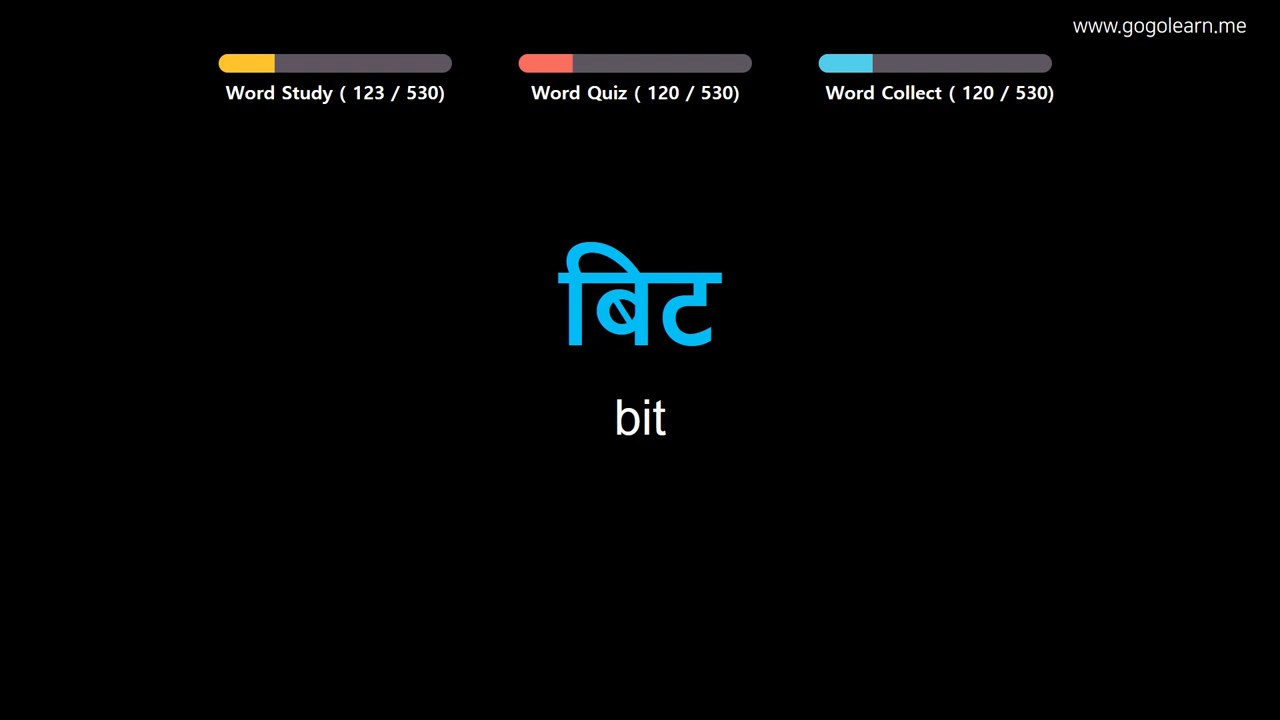 www.gogolearn.me
Word Study ( 123 / 530)
Word Quiz ( 120 / 530)
Word Collect ( 120 / 530)
बिट
bit